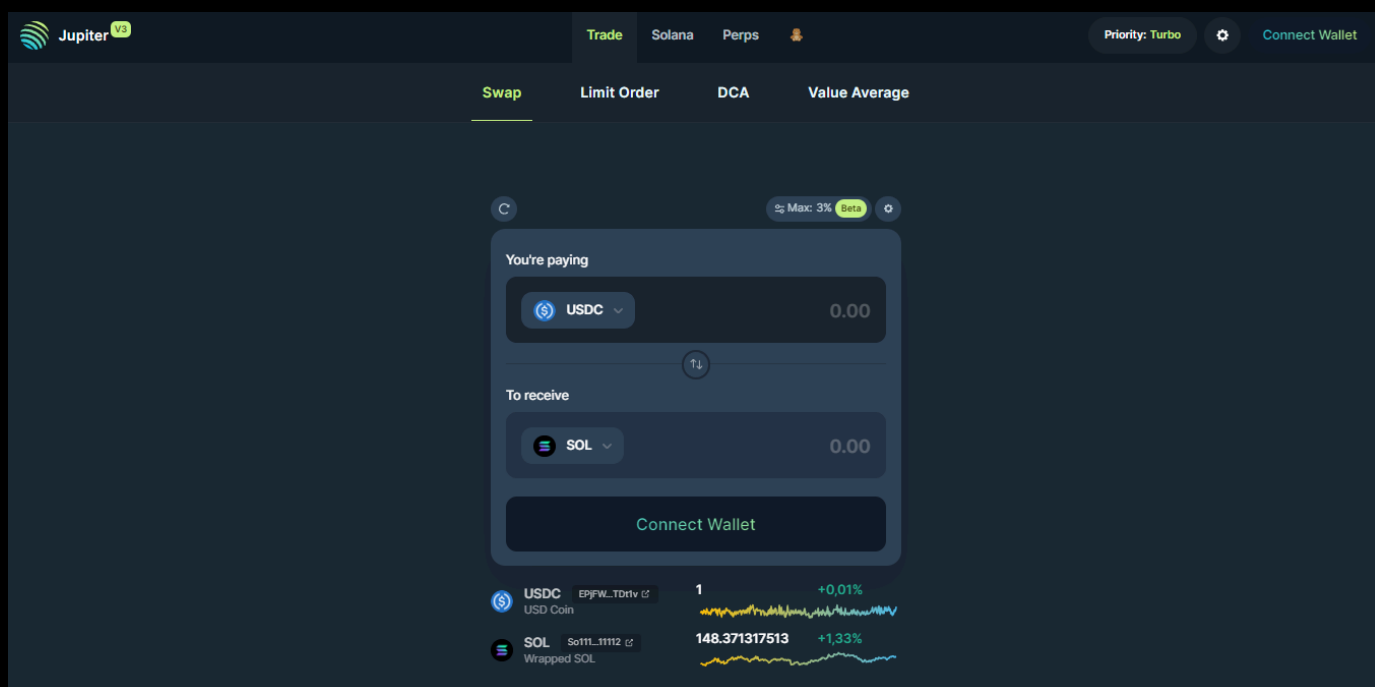 Jupiter V3
Trade Solana Perps
Priority: Turbo
Connect Wallet
Swap Limit Order DCA Value Average
Max: 3% Beta
You're paying
USDC 0.00
To receive
SOL 0.00
Connect Wallet
USDC EPjFW...TDt1v 1 +0,01%
USD Coin
SOL So111...11112 148.371317513 +1,33%
Wrapped SOL